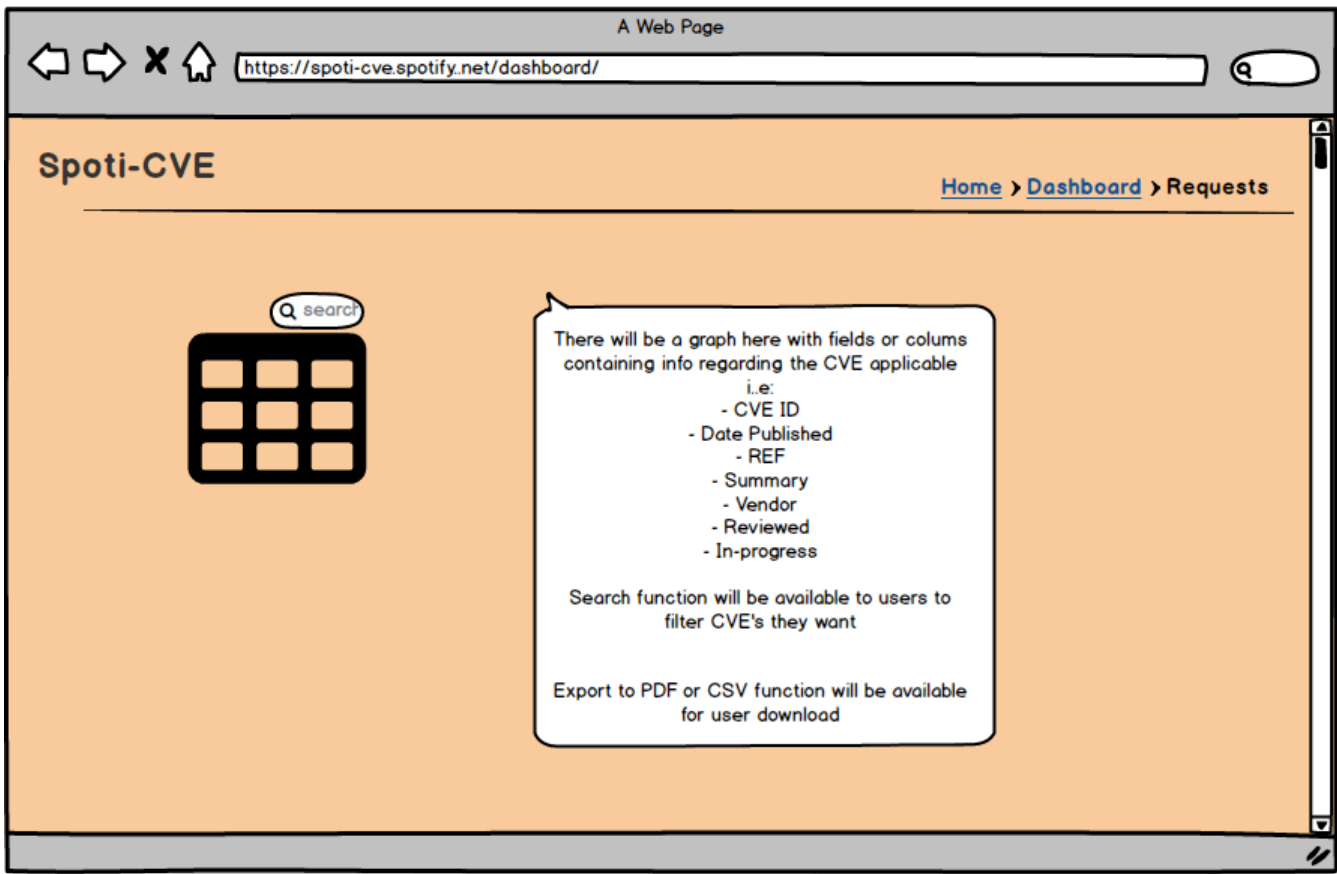 A Web Page
https://spoti-cve.spotify..net/dashboard/
Spoti-CVE
Home > Dashboard > Requests
search
There will be a graph here with fields or colums
containing info regarding the CVE applicable
i..e:
- CVE ID
- Date Published
- REF
- Summary
- Vendor
- Reviewed
- In-progress
Search function will be available to users to
filter CVE's they want
Export to PDF or CSV function will be available
for user download